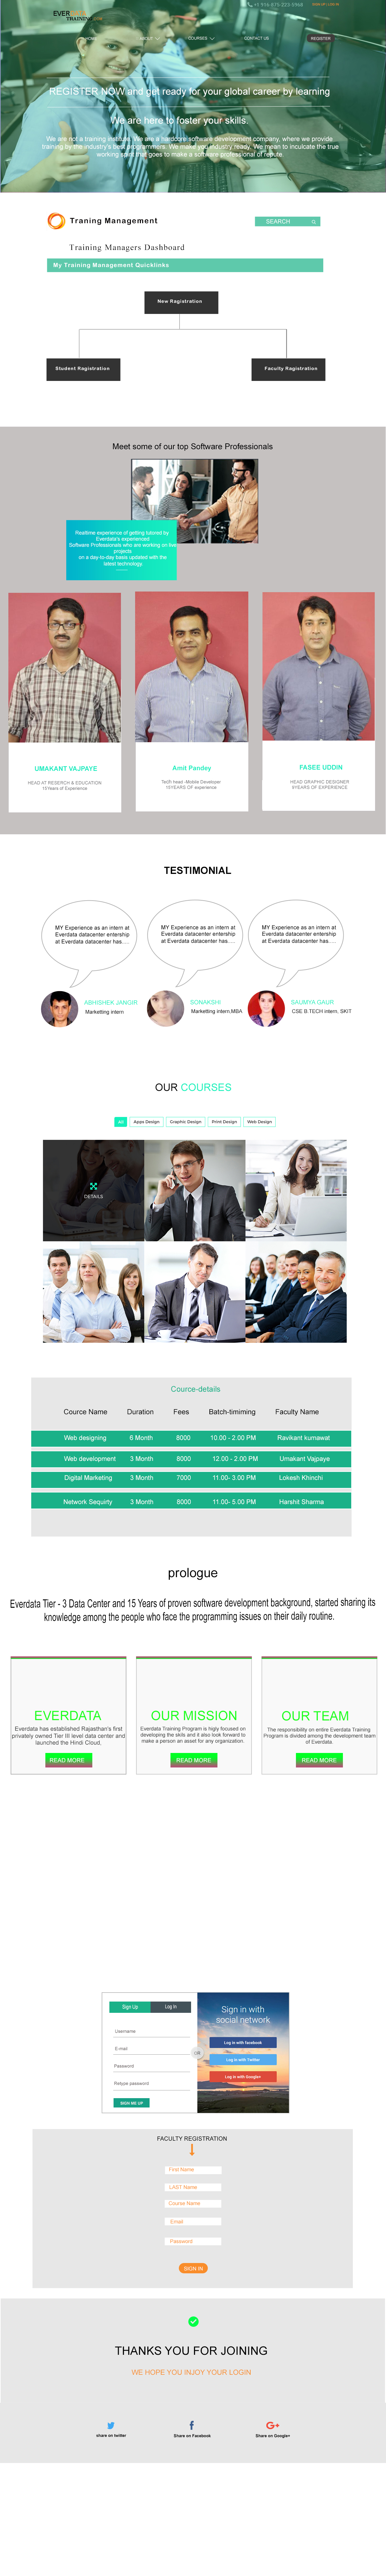 EVER
TRAINING
+1 916-875-223-5968
SIGN UP / LOG IN
HOME
ABOUT
COURSES
CONTACT US
REGISTER
REGISTER NOW and get ready for your global career by learning
We are here to foster your skills.
We are not a training institute. We are a hardcore software development company, where we provide
training by the industry's best programmers. We make you industry ready. We mean to inculcate the true
working spirit that goes to make a software professional of repute.
Traning Management
SEARCH
Training Managers Dashboard
My Training Management Quicklinks
New Ragistration
Student Ragistration
Faculty Ragistration
Meet some of our top Software Professionals
Realtime experience of getting tutored by
Everdata's experienced
Software Professionals who are working on live
projects
on a day-to-day basis updated with the
latest technology.
UMAKANT VAJPAYE
HEAD AT RESERCH & EDUCATION
15Years of Experience
Amit Pandey
Tech head -Mobile Developer
15YEARS OF experience
FASEE UDDIN
HEAD GRAPHIC DESIGNER
9YEARS OF EXPERIENCE
TESTIMONIAL
MY Experience as an intern at
Everdata datacenter entership
at Everdata datacenter has....
MY Experience as an intern at
Everdata datacenter entership
at Everdata datacenter has....
MY Experience as an intern at
Everdata datacenter entership
at Everdata datacenter has....
ABHISHEK JANGIR
Marketting intern
SONAKSHI
Marketting intern,MBA
SAUMYA GAUR
CSE B.TECH intern, SKIT
OUR COURSES
All
Apps Design
Graphic Design
Print Design
Web Design
DETAILS
Cource-details
Cource Name Duration Fees Batch-timiming Faculty Name
Web designing 6 Month 8000 10.00 - 2.00 PM Ravikant kumawat
Web development 3 Month 8000 12.00 - 2.00 PM Umakant Vajpaye
Digital Marketing 3 Month 7000 11.00- 3.00 PM Lokesh Khinchi
Network Sequirty 3 Month 8000 11.00- 5.00 PM Harshit Sharma
prologue
Everdata Tier - 3 Data Center and 15 Years of proven software development background, started sharing its
knowledge among the people who face the programming issues on their daily routine.
EVERDATA
Everdata has established Rajasthan's first
privately owned Tier III level data center and
launched the Hindi Cloud.
READ MORE
OUR MISSION
Everdata Training Program is higly focused on
developing the skils and it also look forward to
make a person an asset for any organization.
READ MORE
OUR TEAM
The responsibility on entire Everdata Training
Program is divided among the development team
of Everdata.
READ MORE
Sign Up
Log In
Username
E-mail
Password
Retype password
SIGN ME UP
OR
Sign in with
social network
Log in with facebook
Log in with Twitter
Log in with Google+
FACULTY REGISTRATION
First Name
LAST Name
Course Name
Email
Password
SIGN IN
THANKS YOU FOR JOINING
WE HOPE YOU INJOY YOUR LOGIN
share on twitter
Share on Facebook
Share on Google+